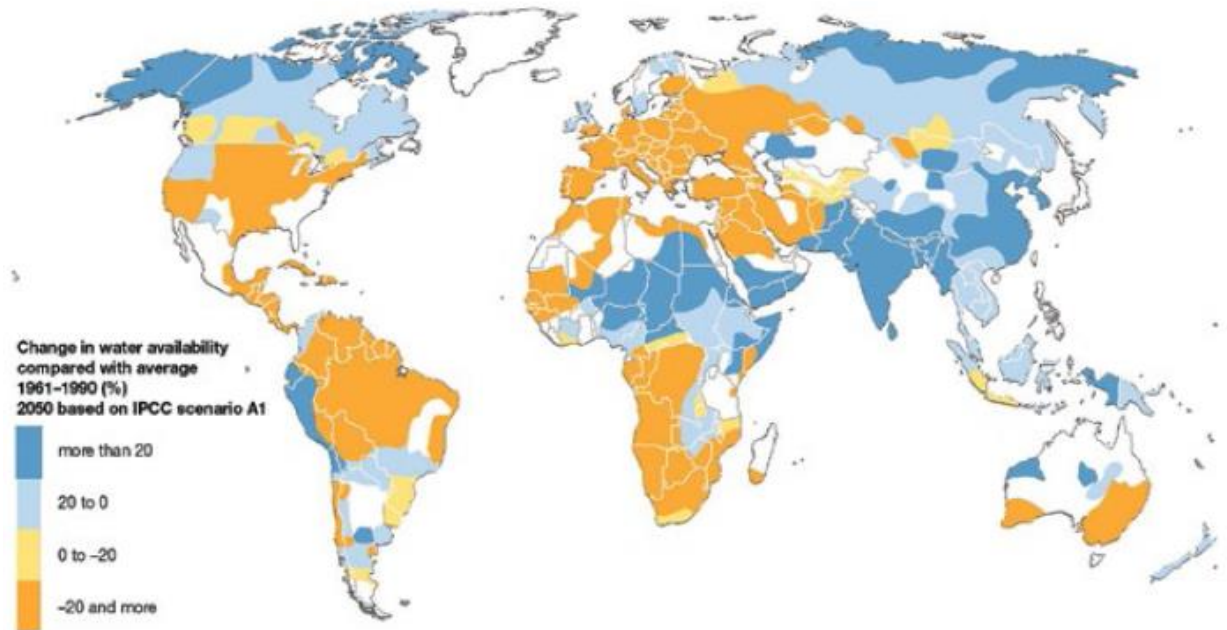 Change in water availability
compared with average
1961–1990 (%)
2050 based on IPCC scenario A1
more than 20
20 to 0
0 to –20
–20 and more